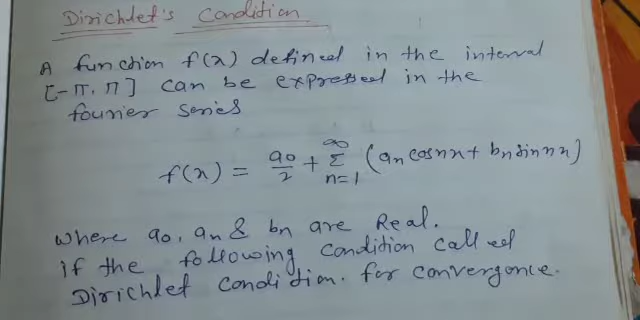 Dirichlet's Condition
A function f(x) defined in the interval
[-π, π] can be expressed in the
fourier series
f(x) = a0/2 + ∞ Σ n=1 (an cosnx + bn sinnx)
where a0, an & bn are Real.
if the following condition called
Dirichlet condition. for convergence.